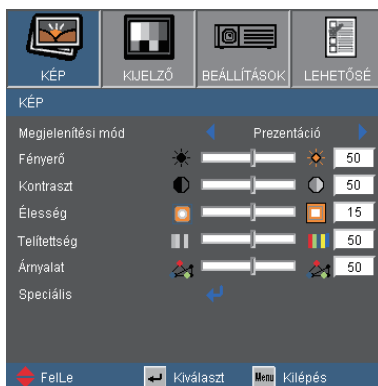 KÉP KIJELZŐ BEÁLLÍTÁSOK LEHETŐSÉ
KÉP
Megjelenítési mód Prezentáció
Fényerő 50
Kontraszt 50
Élesség 15
Telítettség 50
Árnyalat 50
Speciális
FelLe Kiválaszt Menu Kilépés